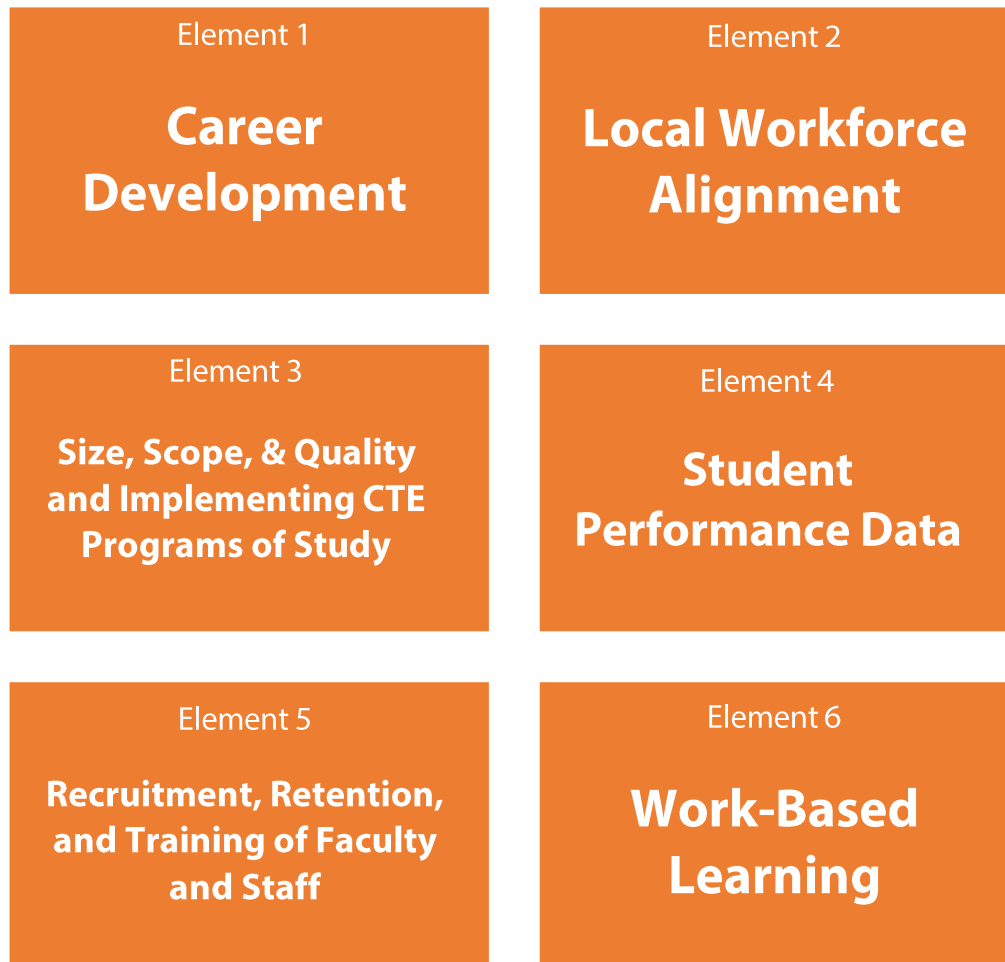 Element 1
Career
Development
Element 2
Local Workforce
Alignment
Element 3
Size, Scope, & Quality
and Implementing CTE
Programs of Study
Element 4
Student
Performance Data
Element 5
Recruitment, Retention,
and Training of Faculty
and Staff
Element 6
Work-Based
Learning